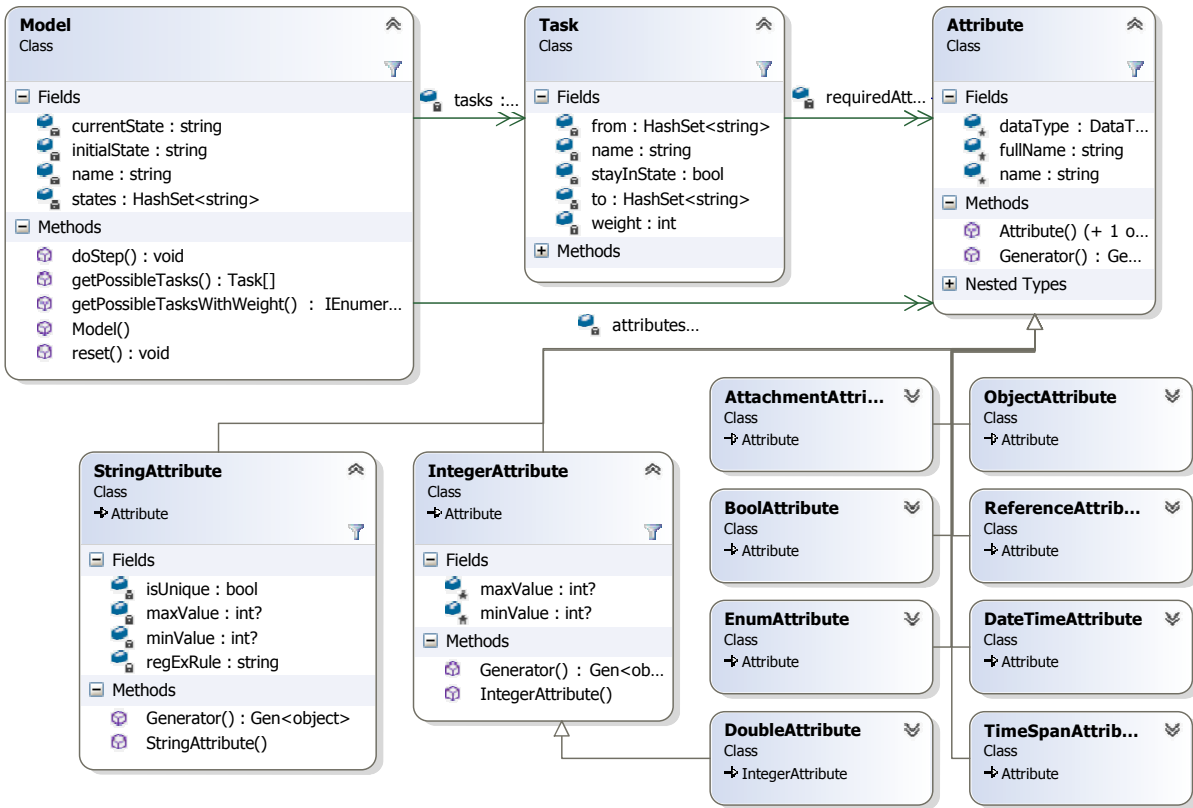 Model
Class
Fields
currentState : string
initialState : string
name : string
states : HashSet<string>
Methods
doStep() : void
getPossibleTasks() : Task[]
getPossibleTasksWithWeight() : IEnumer...
Model()
reset() : void
tasks :...
Task
Class
Fields
from : HashSet<string>
name : string
stayInState : bool
to : HashSet<string>
weight : int
Methods
requiredAtt...
attributes...
Attribute
Class
Fields
dataType : DataT...
fullName : string
name : string
Methods
Attribute() (+ 1 o...
Generator() : Ge...
Nested Types
StringAttribute
Class
Attribute
Fields
isUnique : bool
maxValue : int?
minValue : int?
regExRule : string
Methods
Generator() : Gen<object>
StringAttribute()
IntegerAttribute
Class
Attribute
Fields
maxValue : int?
minValue : int?
Methods
Generator() : Gen<ob...
IntegerAttribute()
AttachmentAttri...
Class
Attribute
ObjectAttribute
Class
Attribute
BoolAttribute
Class
Attribute
ReferenceAttrib...
Class
Attribute
EnumAttribute
Class
Attribute
DateTimeAttribute
Class
Attribute
DoubleAttribute
Class
IntegerAttribute
TimeSpanAttrib...
Class
Attribute